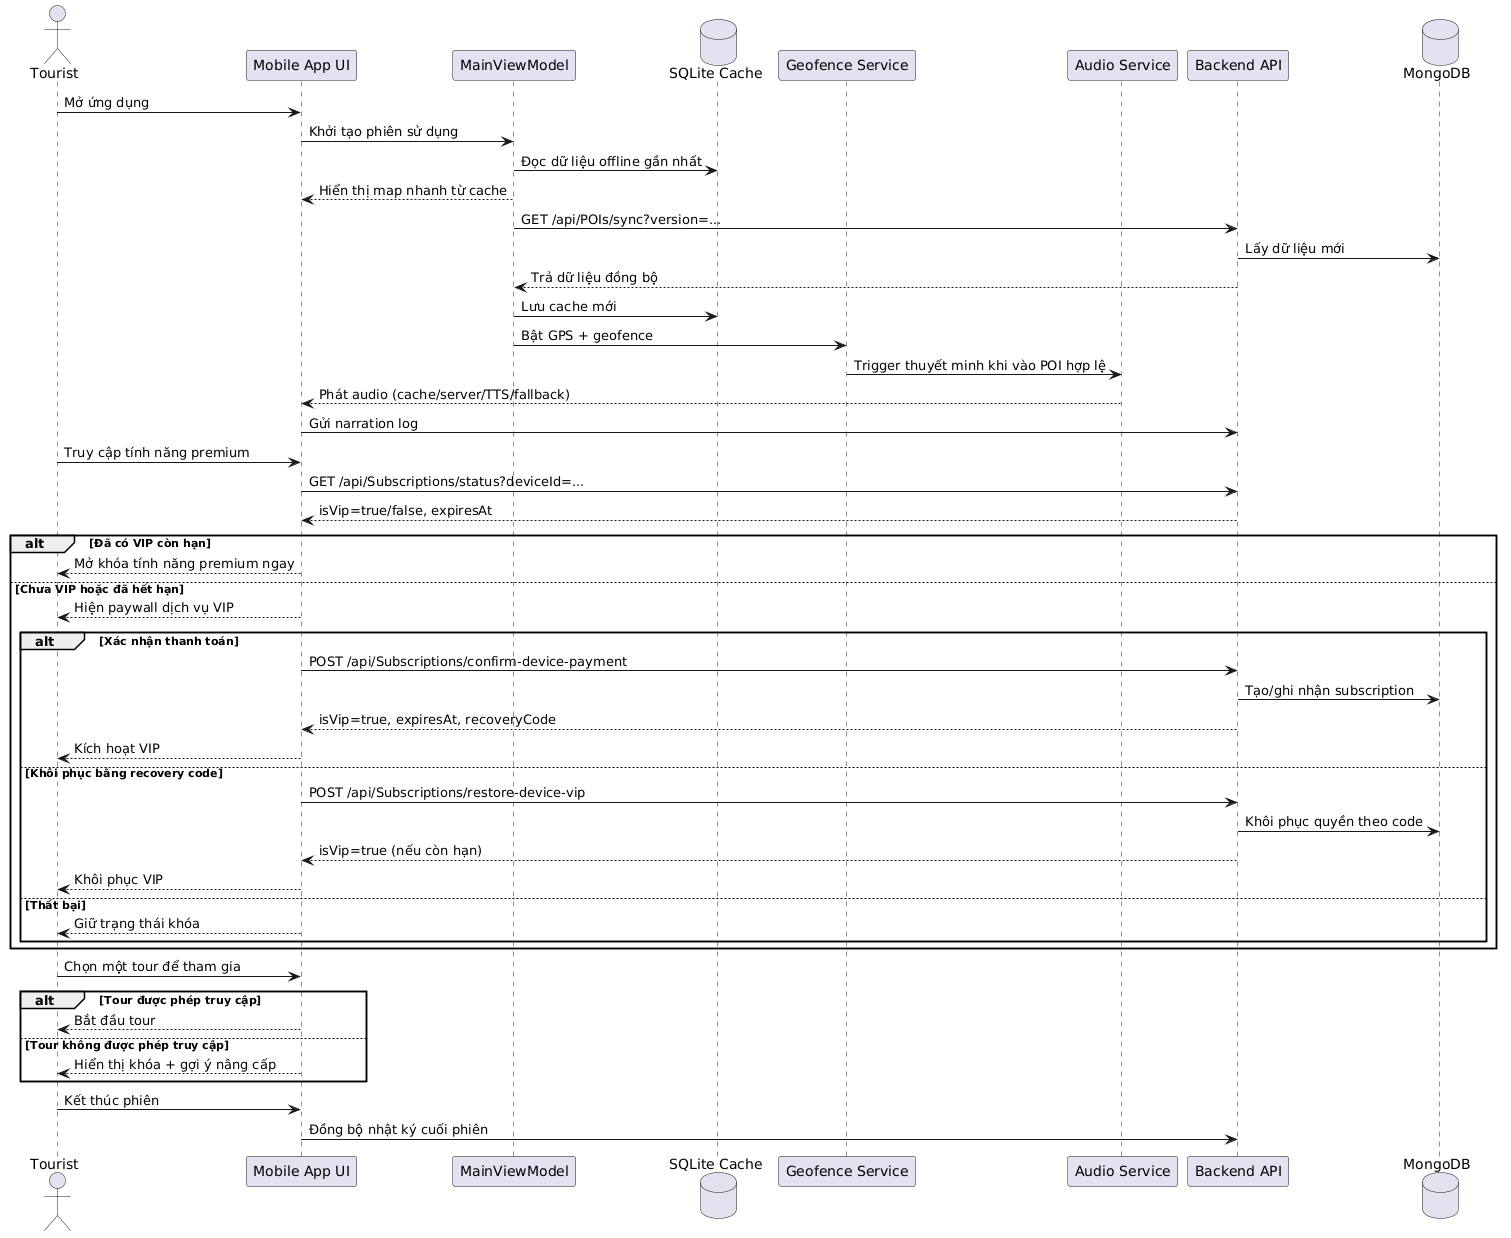 Tourist
Mobile App UI
MainViewModel
SQLite Cache
Geofence Service
Audio Service
Backend API
MongoDB
Mở ứng dụng
Khởi tạo phiên sử dụng
Đọc dữ liệu offline gần nhất
Hiển thị map nhanh từ cache
GET /api/POIs/sync?version=...
Lấy dữ liệu mới
Trả dữ liệu đồng bộ
Lưu cache mới
Bật GPS + geofence
Trigger thuyết minh khi vào POI hợp lệ
Phát audio (cache/server/TTS/fallback)
Gửi narration log
Truy cập tính năng premium
GET /api/Subscriptions/status?deviceId=...
isVip=true/false, expiresAt
alt [Đã có VIP còn hạn]
Mở khóa tính năng premium ngay
[Chưa VIP hoặc đã hết hạn]
Hiện paywall dịch vụ VIP
alt [Xác nhận thanh toán]
POST /api/Subscriptions/confirm-device-payment
Tạo/ghi nhận subscription
isVip=true, expiresAt, recoveryCode
Kích hoạt VIP
[Khôi phục bằng recovery code]
POST /api/Subscriptions/restore-device-vip
Khôi phục quyền theo code
isVip=true (nếu còn hạn)
Khôi phục VIP
[Thất bại]
Giữ trạng thái khóa
Chọn một tour để tham gia
alt [Tour được phép truy cập]
Bắt đầu tour
[Tour không được phép truy cập]
Hiển thị khóa + gợi ý nâng cấp
Kết thúc phiên
Đồng bộ nhật ký cuối phiên
Tourist
Mobile App UI
MainViewModel
SQLite Cache
Geofence Service
Audio Service
Backend API
MongoDB